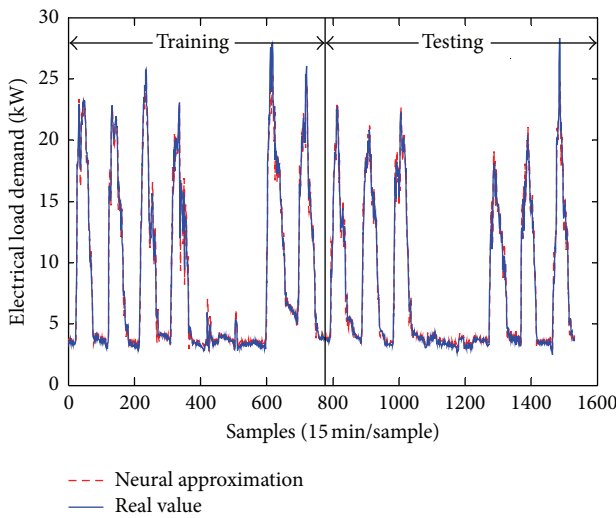 Training
Testing
30
25
20
15
10
5
0
Electrical load demand (kW)
0 200 400 600 800 1000 1200 1400 1600
Samples (15 min/sample)
Neural approximation
Real value